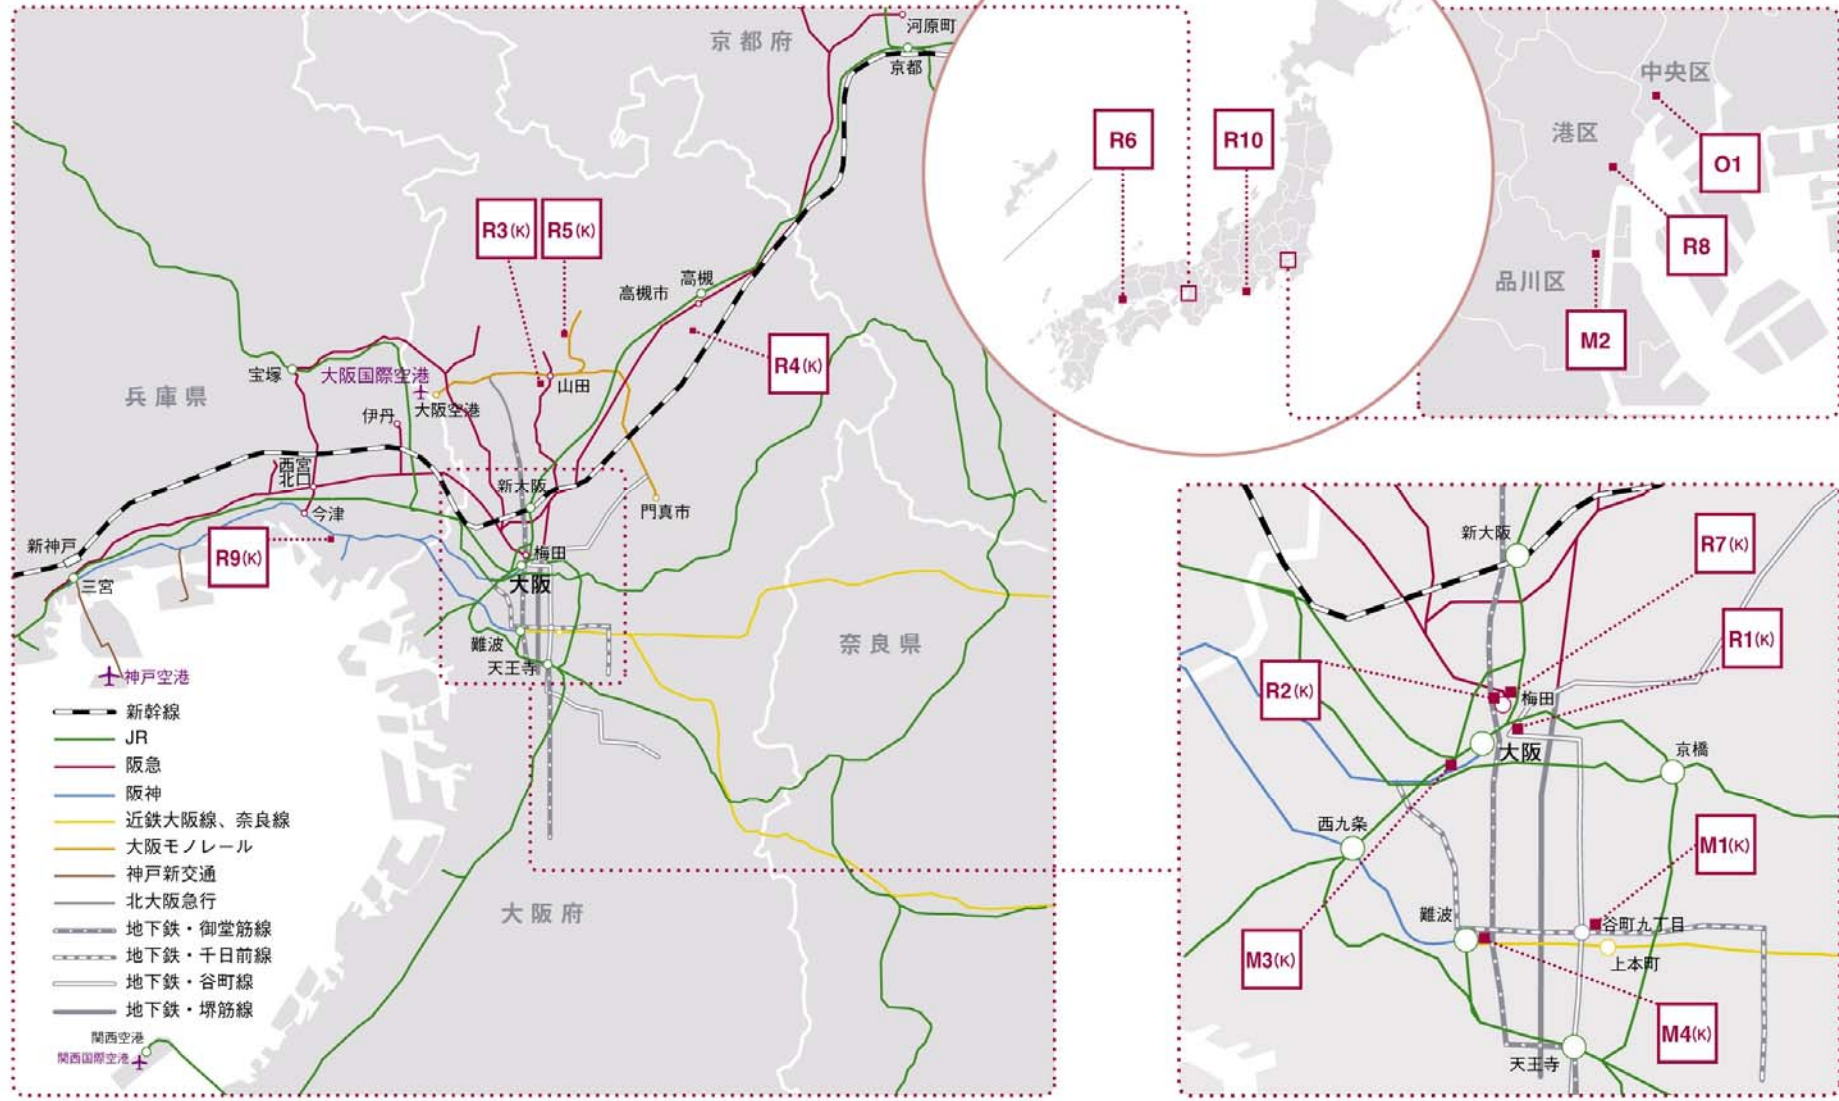 京都府
河原町
京都
R3(K)
R5(K)
高槻
高槻市
R4(K)
兵庫県
宝塚
大阪国際空港
大阪空港
山田
伊丹
西宮
北口
新大阪
今津
門真市
新神戸
R9(K)
梅田
大阪
三宮
難波
天王寺
奈良県
神戸空港
新幹線
JR
阪急
阪神
近鉄大阪線、奈良線
大阪モノレール
神戸新交通
北大阪急行
地下鉄・御堂筋線
地下鉄・千日前線
地下鉄・谷町線
地下鉄・堺筋線
大阪府
関西空港
関西国際空港
R6
R10
中央区
港区
O1
R8
品川区
M2
新大阪
R7(K)
R1(K)
R2(K)
梅田
大阪
京橋
西九条
M1(K)
難波
谷町九丁目
上本町
M3(K)
M4(K)
天王寺